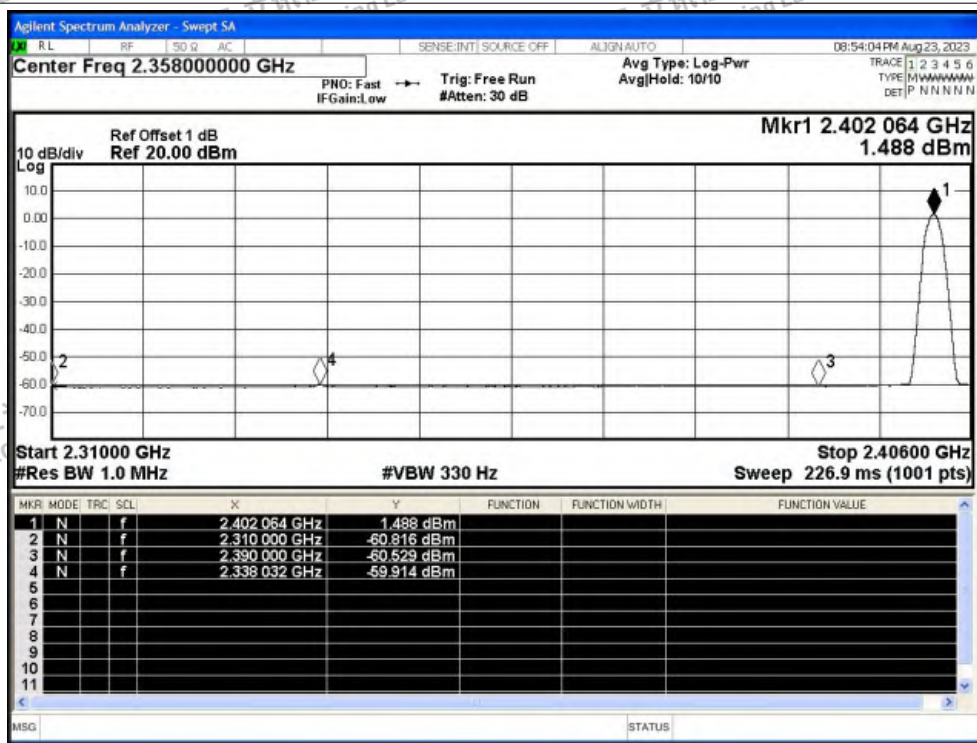 Agilent Spectrum Analyzer - Swept SA
RL RF 50 Ω AC SENSE:INT SOURCE OFF ALIGN AUTO 08:54:04 PM Aug 23, 2023
Center Freq 2.358000000 GHz
PNO: Fast
IFGain:Low
Trig: Free Run
#Atten: 30 dB
Avg Type: Log-Pwr
Avg|Hold: 10/10
TRACE 1 2 3 4 5 6
TYPE M
DET P N N N N N
Ref Offset 1 dB
10 dB/div Ref 20.00 dBm
Log
Mkr1 2.402 064 GHz
1.488 dBm
10.0
0.00
-10.0
-20.0
-30.0
-40.0
-50.0
-60.0
-70.0
1
2
4
3
Start 2.31000 GHz Stop 2.40600 GHz
#Res BW 1.0 MHz #VBW 330 Hz Sweep 226.9 ms (1001 pts)
MKR MODE TRC SCL X Y FUNCTION FUNCTION WIDTH FUNCTION VALUE
1 N f 2.402 064 GHz 1.488 dBm
2 N f 2.310 000 GHz -60.816 dBm
3 N f 2.390 000 GHz -60.529 dBm
4 N f 2.338 032 GHz -59.914 dBm
5
6
7
8
9
10
11
MSG STATUS